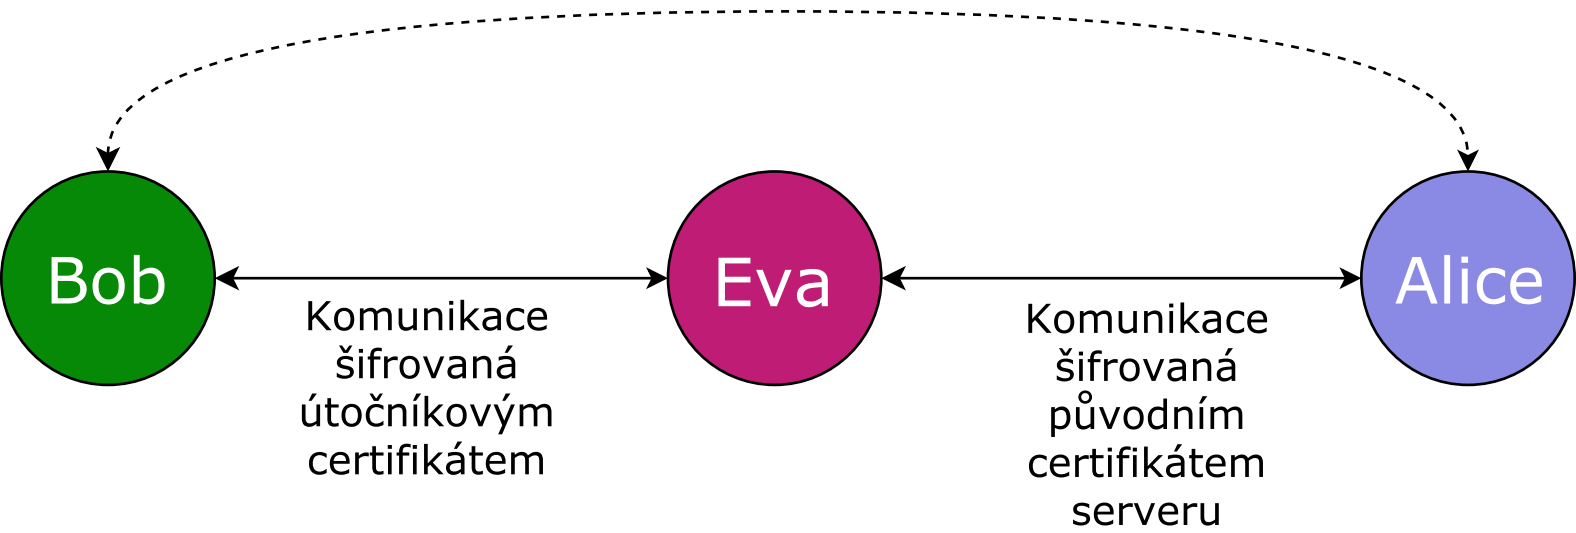 Bob
Eva
Alice
Komunikace
šifrovaná
útočníkovým
certifikátem
Komunikace
šifrovaná
původním
certifikátem
serveru